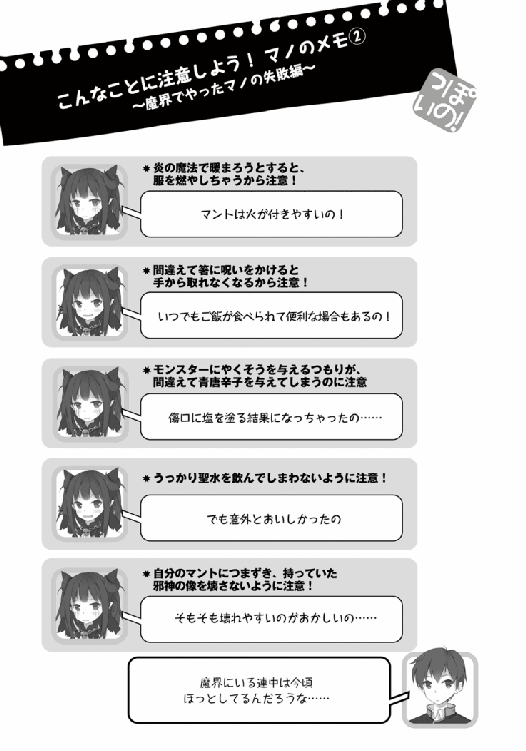 こんなことに注意しよう! マノのメモ②
~魔界でやったマノの失敗編~
つぽ
いの!
*炎の魔法で暖まろうとすると、
服を燃やしちゃうから注意!
マントは火が付きやすいの!
*間違えて箸に呪いをかけると
手から取れなくなるから注意!
いつでもご飯が食べられて便利な場合もあるの!
*モンスターにやくそうを与えるつもりが、
間違えて青唐辛子を与えてしまうのに注意
傷口に塩を塗る結果になっちゃったの……
*うっかり聖水を飲んでしまわないように注意!
でも意外とおいしかったの
*自分のマントにつまずき、持っていた
邪神の像を壊さないように注意!
そもそも壊れやすいのがおかしいの……
魔界にいる連中は今頃
ほっとしてるんだろうな……